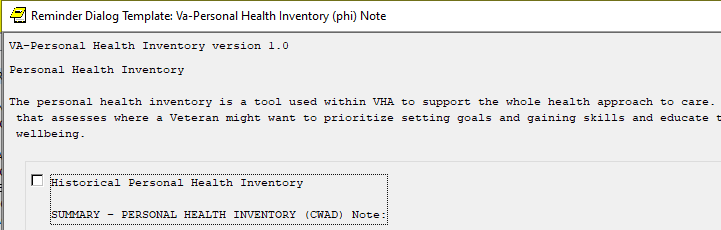 Reminder Dialog Template: Va-Personal Health Inventory (phi) Note
VA-Personal Health Inventory version 1.0
Personal Health Inventory
The personal health inventory is a tool used within VHA to support the whole health approach to care.
that assesses where a Veteran might want to prioritize setting goals and gaining skills and educate
wellbeing.
Historical Personal Health Inventory
SUMMARY - PERSONAL HEALTH INVENTORY (CWAD) Note: